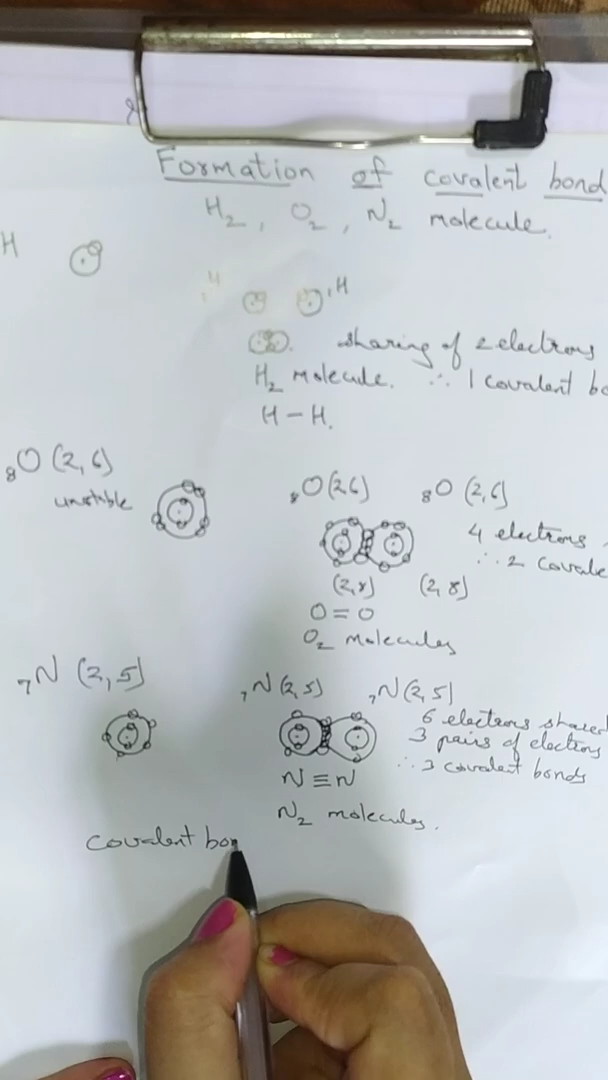 Formation of covalent bond
H₂, O₂, N₂ molecule.
H
H
sharing of 2 electrons
H₂ Molecule. ∴ 1 covalent bo
H – H.
₈O (2,6)
unstable
₈O (2,6) ₈O (2,6)
4 electrons
∴ 2 covale
(2,8) (2,8)
O = O
O₂ molecules
₇N (2,5)
₇N (2,5) ₇N (2,5)
6 electrons shared
3 pairs of electrons
∴ 3 covalent bonds
N ≡ N
N₂ molecules.
covalent bon